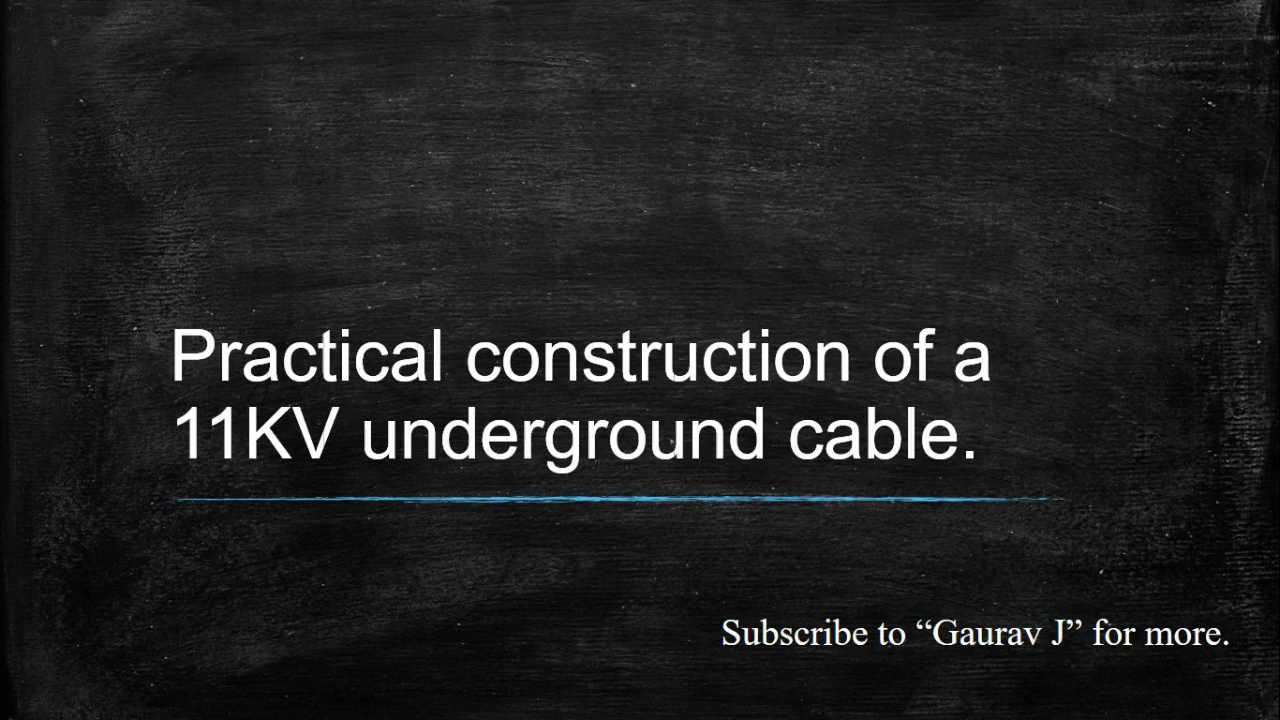 Practical construction of a
11KV underground cable.
Subscribe to “Gaurav J” for more.